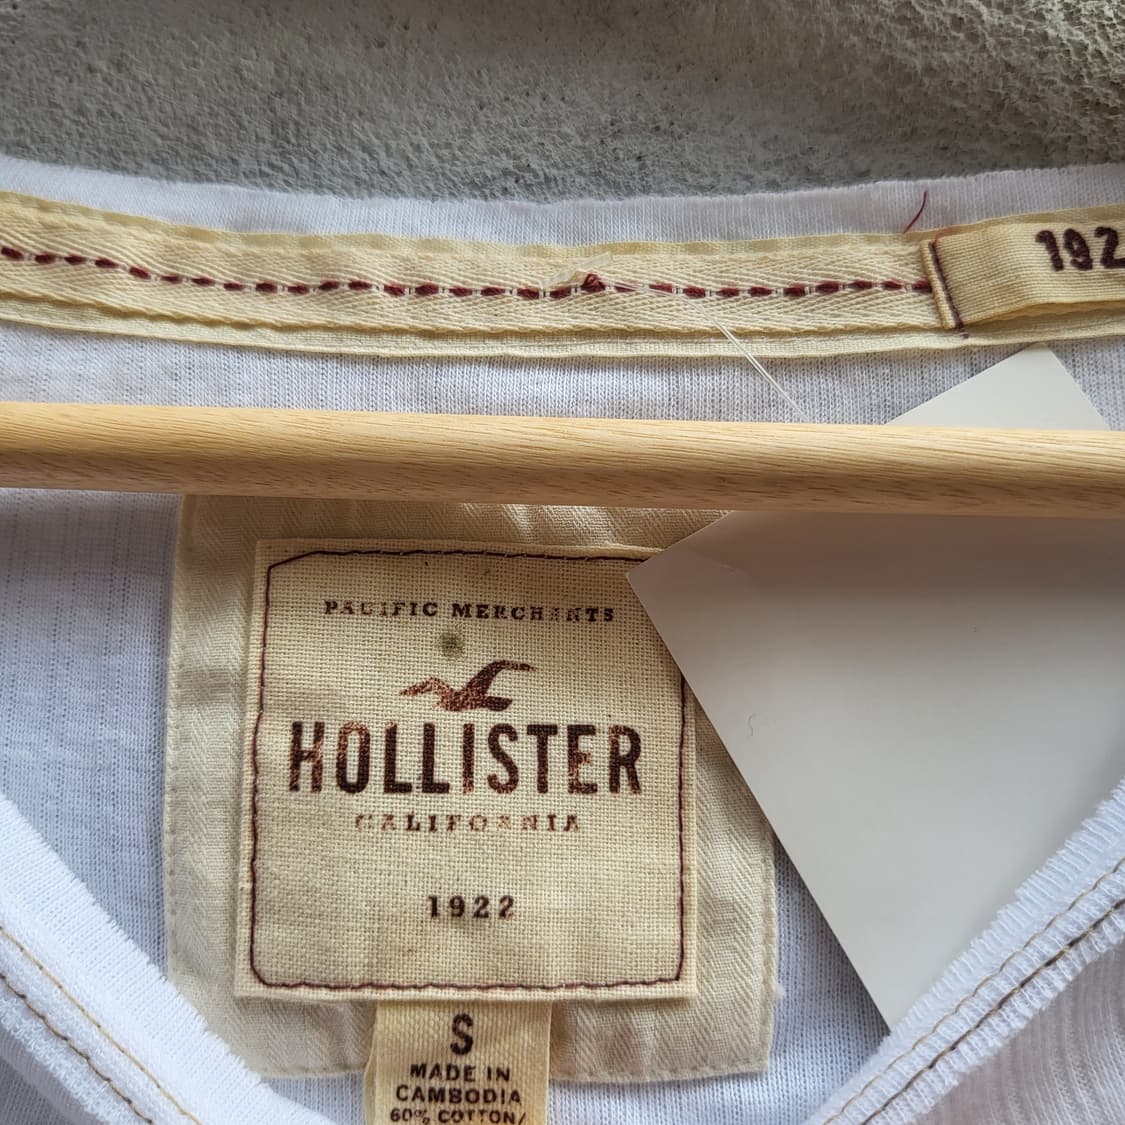 192
PACIFIC MERCHANTS
HOLLISTER
CALIFORNIA
1922
S
MADE IN
CAMBODIA
60% COTTON/